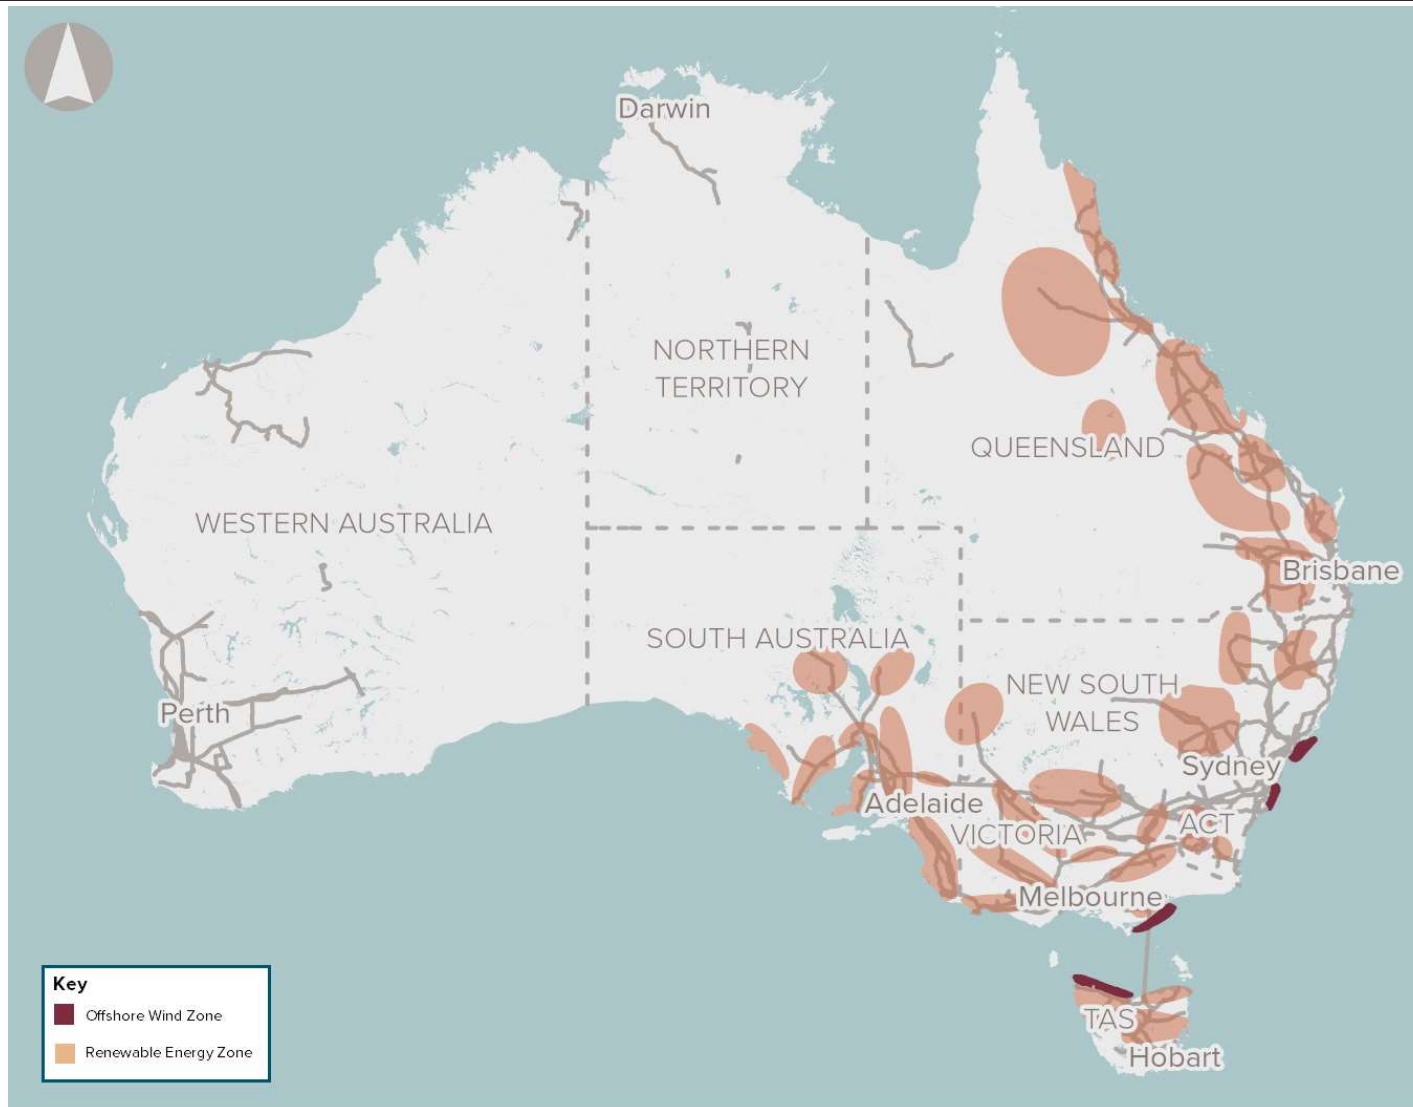 Darwin
NORTHERN
TERRITORY
QUEENSLAND
WESTERN AUSTRALIA
Brisbane
SOUTH AUSTRALIA
NEW SOUTH
WALES
Perth
Sydney
Adelaide
VICTORIA
ACT
Melbourne
Key
Offshore Wind Zone
Renewable Energy Zone
TAS
Hobart